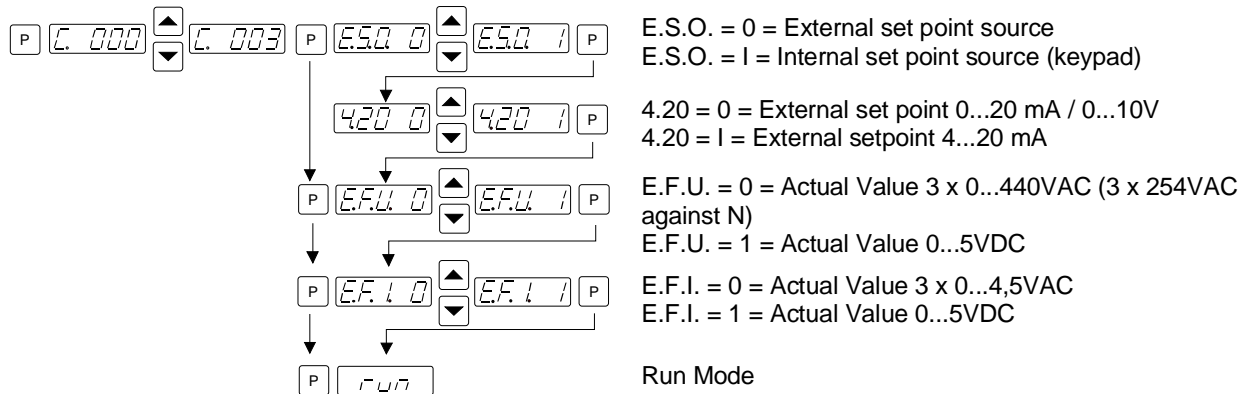 P C. 000 C. 003 P E.S.O. 0 E.S.O. 1 P
E.S.O. = 0 = External set point source
E.S.O. = I = Internal set point source (keypad)
4.20 0 4.20 1 P
4.20 = 0 = External set point 0...20 mA / 0...10V
4.20 = I = External setpoint 4...20 mA
P E.F.U. 0 E.F.U. 1 P
E.F.U. = 0 = Actual Value 3 x 0...440VAC (3 x 254VAC
against N)
E.F.U. = 1 = Actual Value 0...5VDC
P E.F. I. 0 E.F. I. 1 P
E.F.I. = 0 = Actual Value 3 x 0...4,5VAC
E.F.I. = 1 = Actual Value 0...5VDC
P run
Run Mode